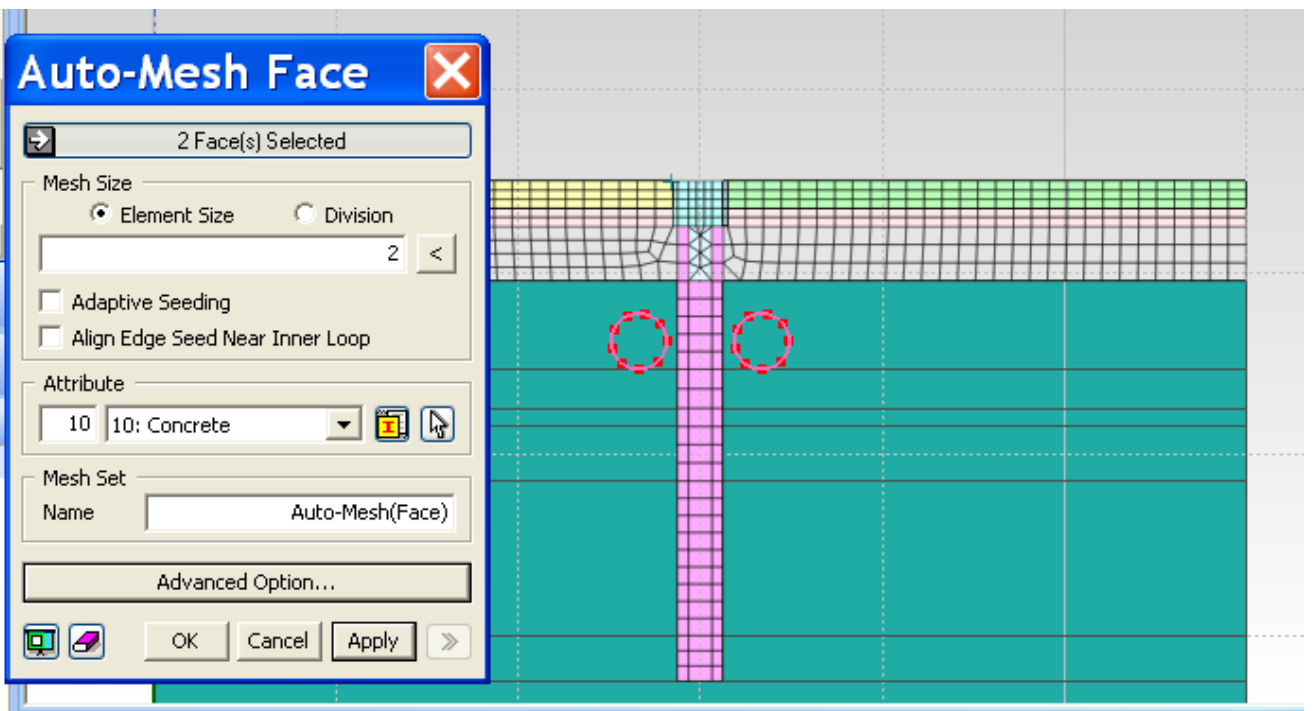 Auto-Mesh Face
2 Face(s) Selected
Mesh Size
Element Size Division
2 <
Adaptive Seeding
Align Edge Seed Near Inner Loop
Attribute
10 10: Concrete
Mesh Set
Name Auto-Mesh(Face)
Advanced Option...
OK Cancel Apply >>